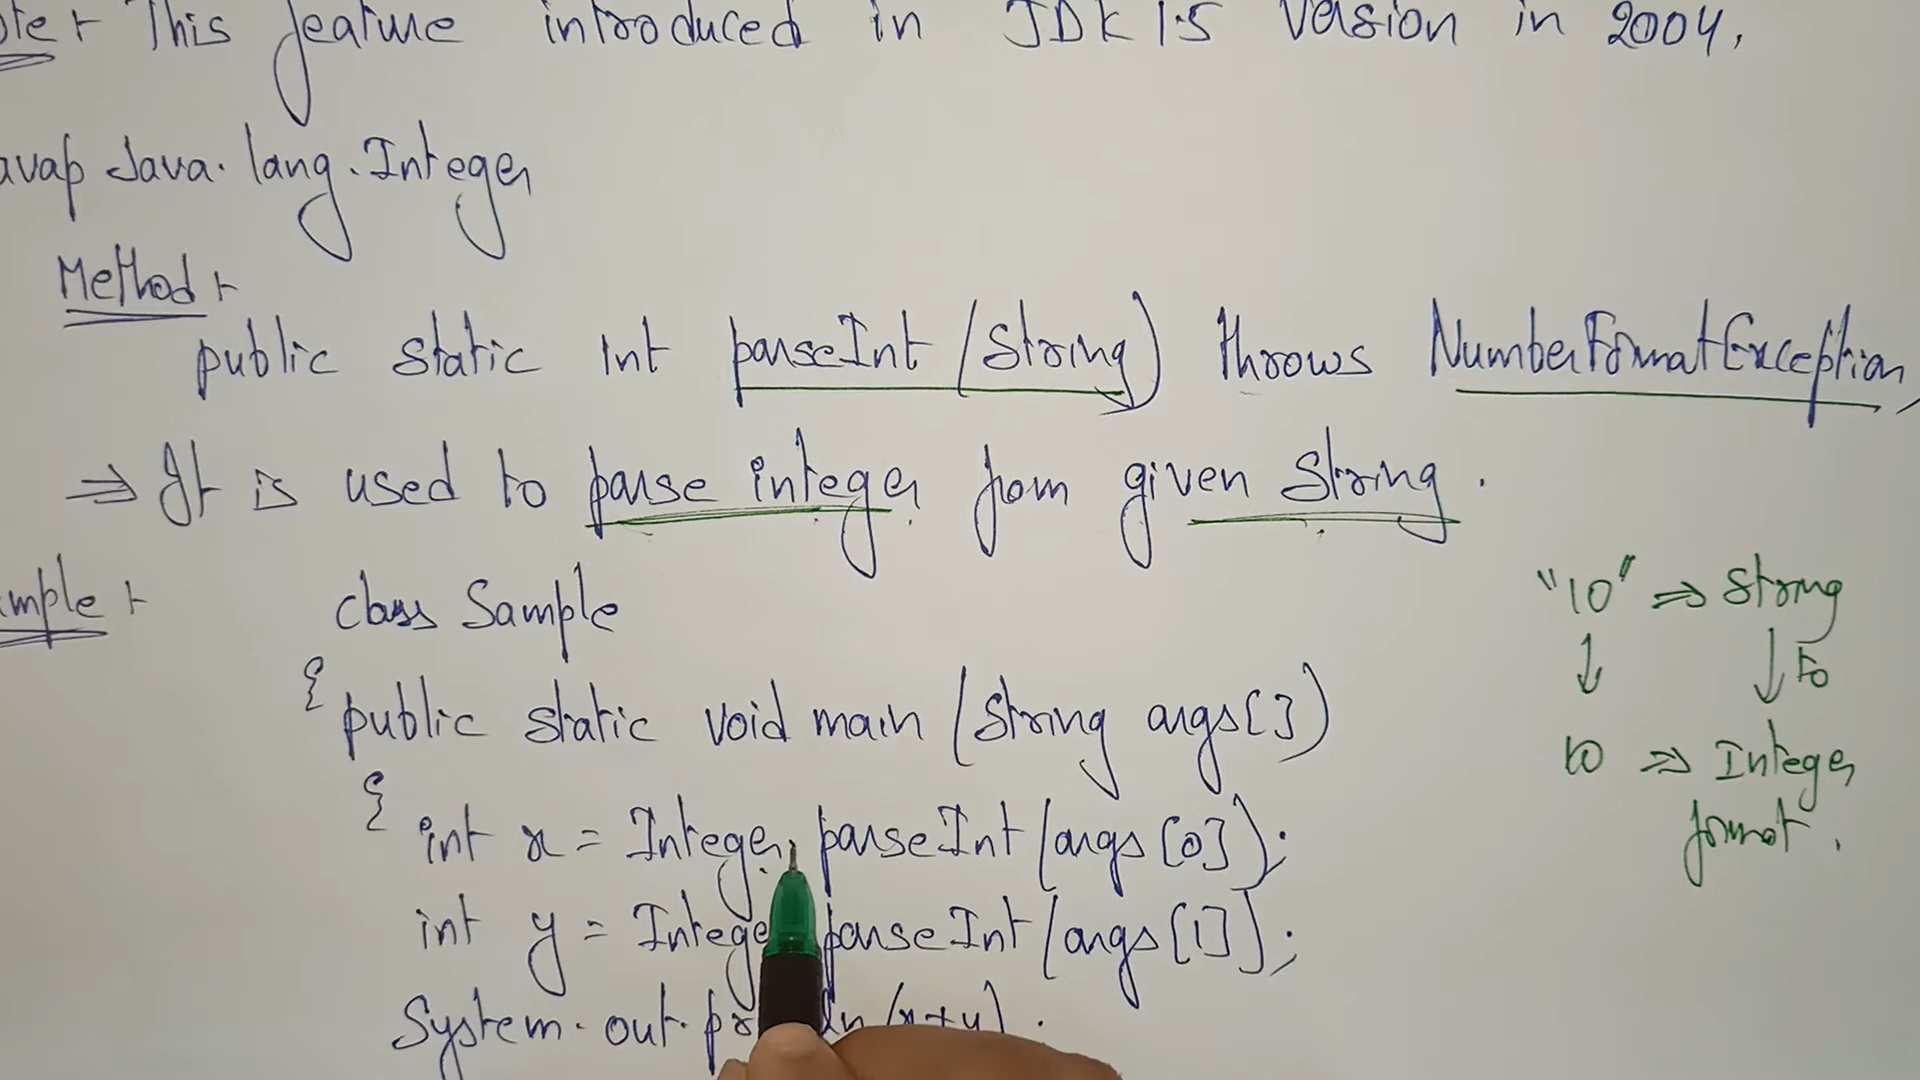 This feature introduced in JDK 1.5 Version in 2004.
Java.lang.Integer
Method:-
public static int parseInt (String) throws NumberFormatException
⇒ It is used to parse integer from given String.
"10" ⇒ String
↓ ↓ To
10 ⇒ Integer
format.
class Sample
{ public static void main (String args[])
{ int x = Integer.parseInt (args[0]);
int y = Integer parseInt (args[1]);
System.out. (x+y);